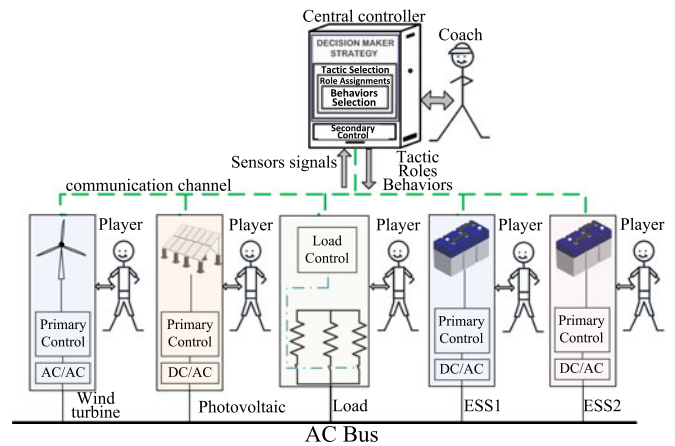 Central controller
DECISION MAKER
STRATEGY
Tactic Selection
Role Assignments
Behaviors
Selection
Secondary
Control
Coach
Sensors signals
Tactic
Roles
Behaviors
communication channel
Player
Player
Player
Player
Player
Load
Control
Primary
Control
Primary
Control
Primary
Control
Primary
Control
AC/AC
DC/AC
DC/AC
DC/AC
Wind
turbine
Photovoltaic
Load
ESS1
ESS2
AC Bus